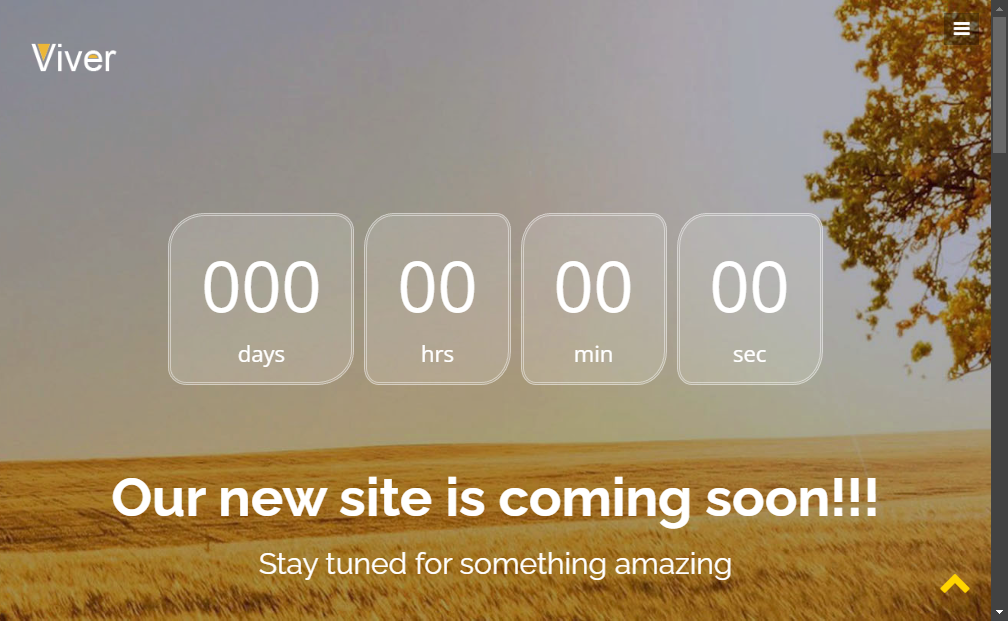 Viver
000 00 00 00
days hrs min sec
Our new site is coming soon!!!
Stay tuned for something amazing